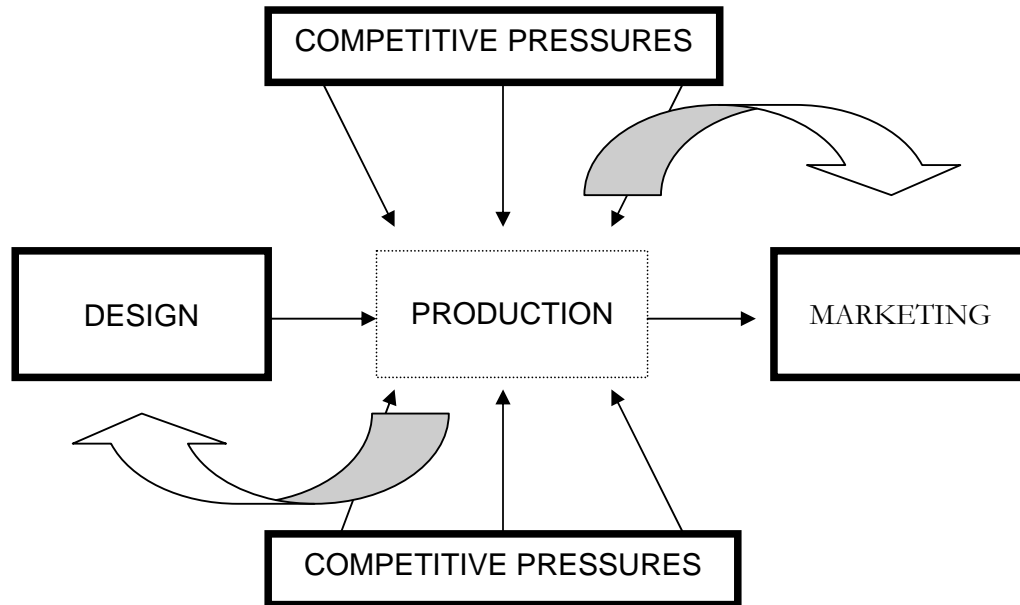 COMPETITIVE PRESSURES
DESIGN
PRODUCTION
MARKETING
COMPETITIVE PRESSURES